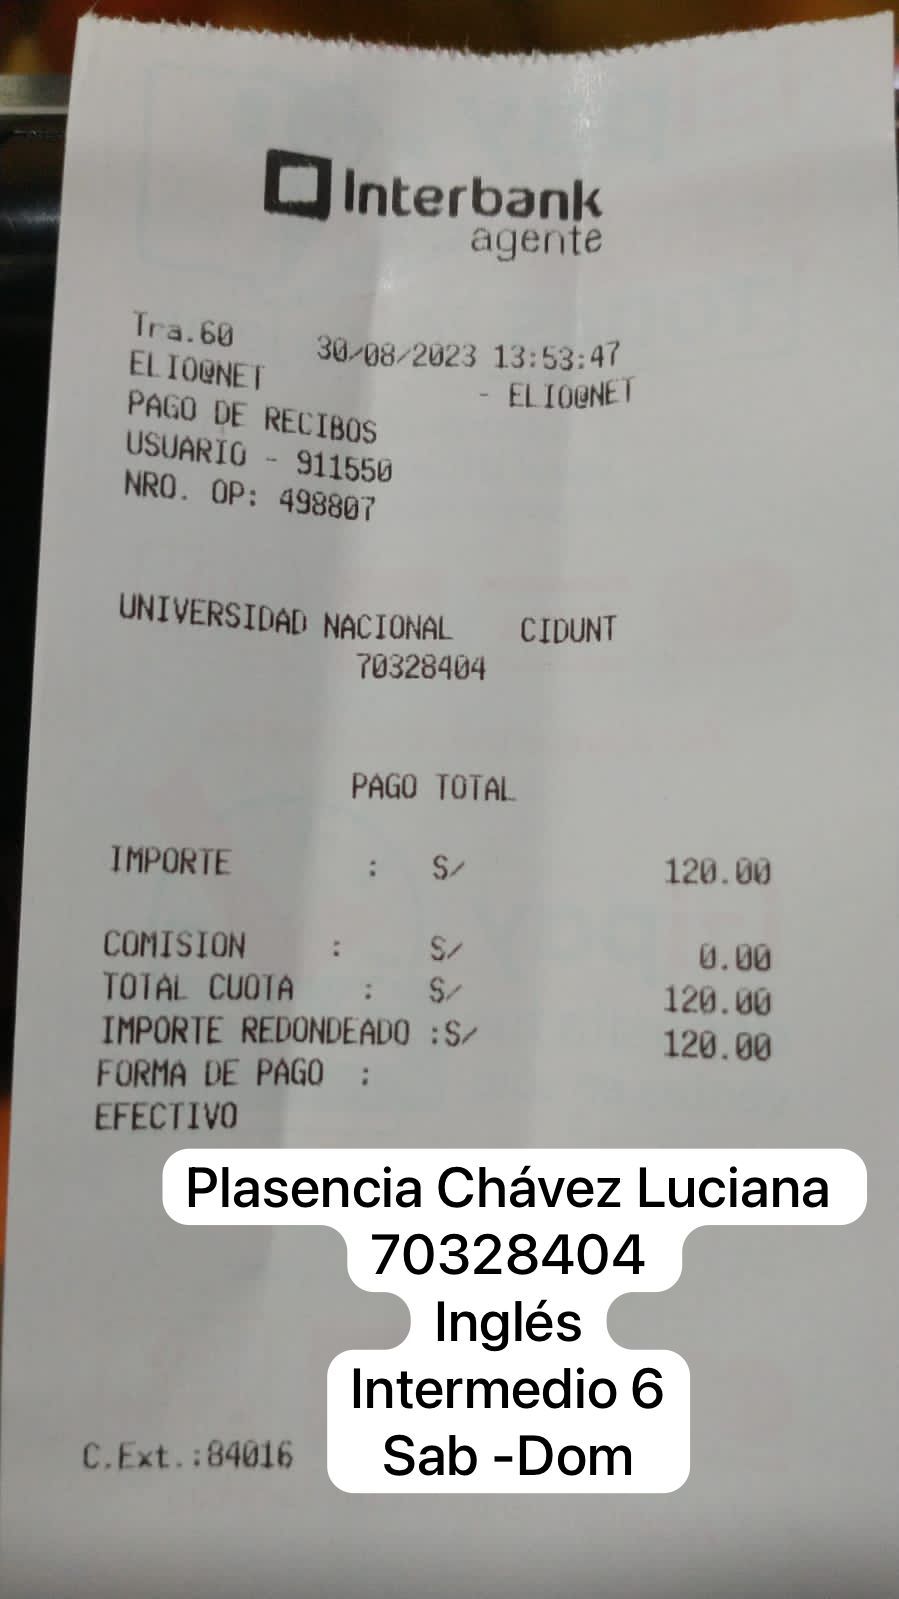 Interbank
agente
Tra.60 30/08/2023 13:53:47
ELIO@NET - ELIO@NET
PAGO DE RECIBOS
USUARIO - 911550
NRO. OP: 498807
UNIVERSIDAD NACIONAL CIDUNT
70328404
PAGO TOTAL
IMPORTE : S/ 120.00
COMISION : S/ 0.00
TOTAL CUOTA : S/ 120.00
IMPORTE REDONDEADO :S/ 120.00
FORMA DE PAGO :
EFECTIVO
Plasencia Chávez Luciana
70328404
Inglés
Intermedio 6
Sab -Dom
C.Ext.:84016